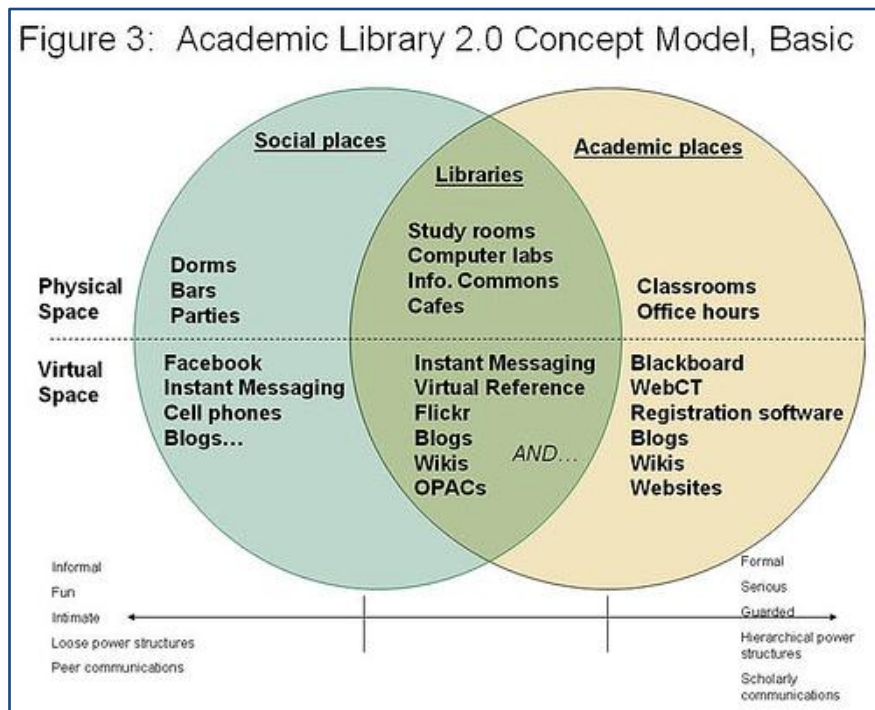 Figure 3: Academic Library 2.0 Concept Model, Basic
Social places
Academic places
Libraries
Physical
Space
Dorms
Bars
Parties
Study rooms
Computer labs
Info. Commons
Cafes
Classrooms
Office hours
Virtual
Space
Facebook
Instant Messaging
Cell phones
Blogs…
Instant Messaging
Virtual Reference
Flickr
Blogs
Wikis
OPACs
AND…
Blackboard
WebCT
Registration software
Blogs
Wikis
Websites
Informal
Fun
Intimate
Loose power structures
Peer communications
Formal
Serious
Guarded
Hierarchical power
structures
Scholarly
communications